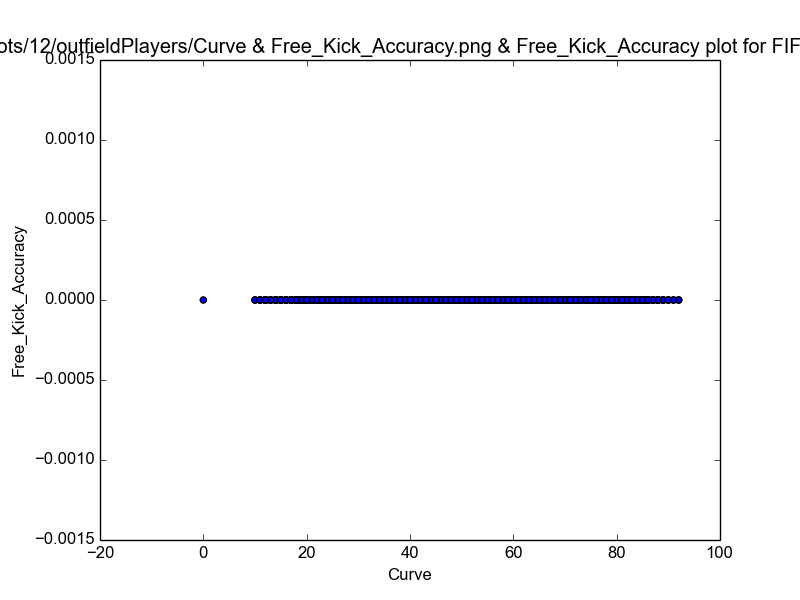 ots/12/outfieldPlayers/Curve & Free_Kick_Accuracy.png & Free_Kick_Accuracy plot for FIF
0.0015
0.0010
0.0005
0.0000
−0.0005
−0.0010
−0.0015
Free_Kick_Accuracy
−20 0 20 40 60 80 100
Curve